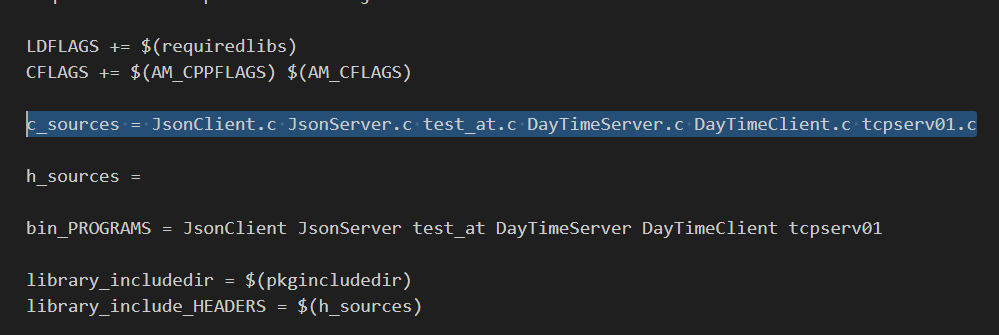 LDFLAGS += $(requiredlibs)
CFLAGS += $(AM_CPPFLAGS) $(AM_CFLAGS)
c_sources = JsonClient.c JsonServer.c test_at.c DayTimeServer.c DayTimeClient.c tcpserv01.c
h_sources =
bin_PROGRAMS = JsonClient JsonServer test_at DayTimeServer DayTimeClient tcpserv01
library_includedir = $(pkgincludedir)
library_include_HEADERS = $(h_sources)